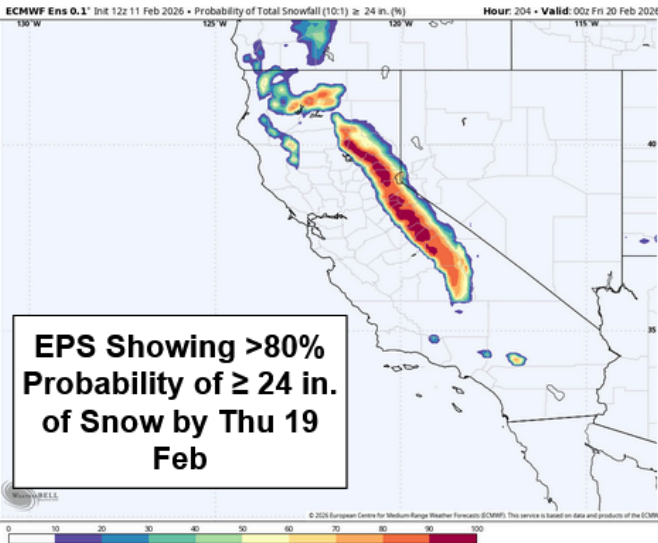 ECMWF Ens 0.1° Init 12z 11 Feb 2026 • Probability of Total Snowfall (10:1) ≥ 24 in. (%)
Hour: 204 • Valid: 00z Fri 20 Feb 2026
130°W 125°W 120°W 115°W
40
35
EPS Showing >80%
Probability of ≥ 24 in.
of Snow by Thu 19
Feb
WeatherBELL
© 2026 European Centre for Medium-Range Weather Forecasts (ECMWF). This service is based on data and products of the ECMW
0 10 20 30 40 50 60 70 80 90 100